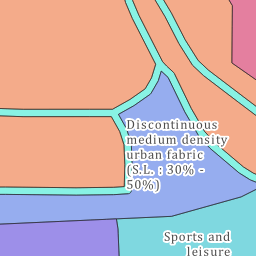 Discontinuous
medium density
urban fabric
(S.L. : 30% -
50%)
Sports and
leisure